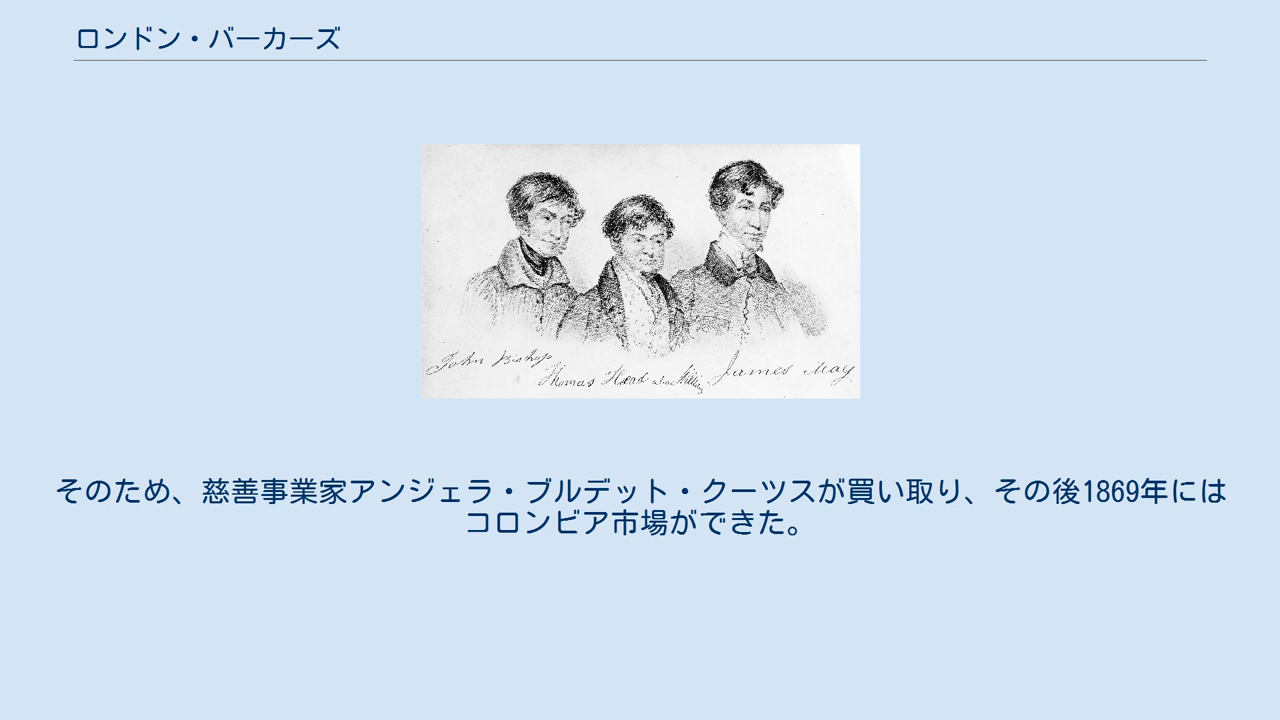 ロンドン・バーカーズ
John Bishop
Thomas Head alias Williams
James May
そのため、慈善事業家アンジェラ・ブルデット・クーツスが買い取り、その後1869年には
コロンビア市場ができた。